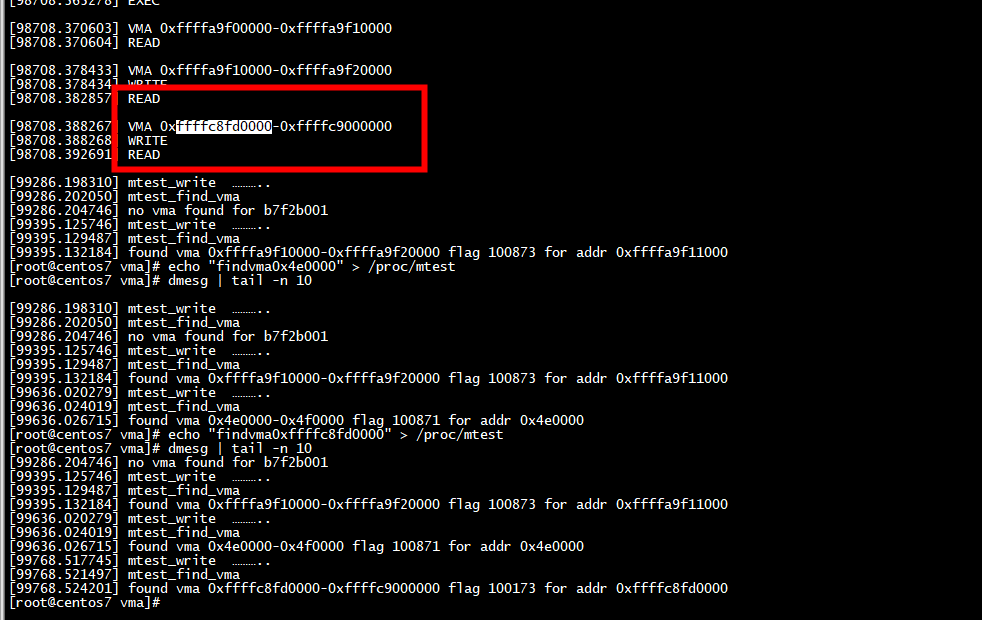 [98708.363278] EXEC
[98708.370603] VMA 0xffffa9f00000-0xffffa9f10000
[98708.370604] READ
[98708.378433] VMA 0xffffa9f10000-0xffffa9f20000
[98708.378434] WRITE
[98708.382857] READ
[98708.388267] VMA 0xffffc8fd0000-0xffffc9000000
[98708.388268] WRITE
[98708.392691] READ
[99286.198310] mtest_write ………..
[99286.202050] mtest_find_vma
[99286.204746] no vma found for b7f2b001
[99395.125746] mtest_write ………..
[99395.129487] mtest_find_vma
[99395.132184] found vma 0xffffa9f10000-0xffffa9f20000 flag 100873 for addr 0xffffa9f11000
[root@centos7 vma]# echo "findvma0x4e0000" > /proc/mtest
[root@centos7 vma]# dmesg | tail -n 10
[99286.198310] mtest_write ………..
[99286.202050] mtest_find_vma
[99286.204746] no vma found for b7f2b001
[99395.125746] mtest_write ………..
[99395.129487] mtest_find_vma
[99395.132184] found vma 0xffffa9f10000-0xffffa9f20000 flag 100873 for addr 0xffffa9f11000
[99636.020279] mtest_write ………..
[99636.024019] mtest_find_vma
[99636.026715] found vma 0x4e0000-0x4f0000 flag 100871 for addr 0x4e0000
[root@centos7 vma]# echo "findvma0xffffc8fd0000" > /proc/mtest
[root@centos7 vma]# dmesg | tail -n 10
[99286.204746] no vma found for b7f2b001
[99395.125746] mtest_write ………..
[99395.129487] mtest_find_vma
[99395.132184] found vma 0xffffa9f10000-0xffffa9f20000 flag 100873 for addr 0xffffa9f11000
[99636.020279] mtest_write ………..
[99636.024019] mtest_find_vma
[99636.026715] found vma 0x4e0000-0x4f0000 flag 100871 for addr 0x4e0000
[99768.517745] mtest_write ………..
[99768.521497] mtest_find_vma
[99768.524201] found vma 0xffffc8fd0000-0xffffc9000000 flag 100173 for addr 0xffffc8fd0000
[root@centos7 vma]#